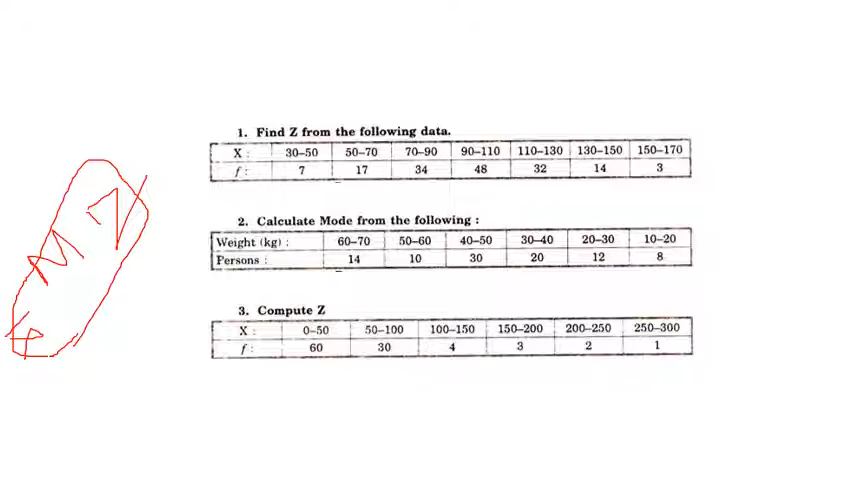 1. Find Z from the following data.
X : 30–50 50–70 70–90 90–110 110–130 130–150 150–170
f : 7 17 34 48 32 14 3
2. Calculate Mode from the following :
Weight (kg) : 60–70 50–60 40–50 30–40 20–30 10–20
Persons : 14 10 30 20 12 8
3. Compute Z
X : 0–50 50–100 100–150 150–200 200–250 250–300
f : 60 30 4 3 2 1